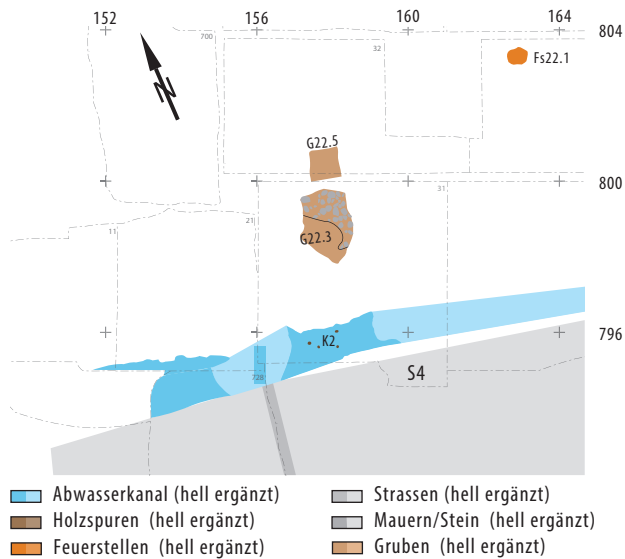 152 156 160 164
804
700
32
Fs22.1
N
G22.5
800
31
21
11
G22.3
796
K2
S4
728
Abwasserkanal (hell ergänzt)
Holzspuren (hell ergänzt)
Feuerstellen (hell ergänzt)
Strassen (hell ergänzt)
Mauern/Stein (hell ergänzt)
Gruben (hell ergänzt)